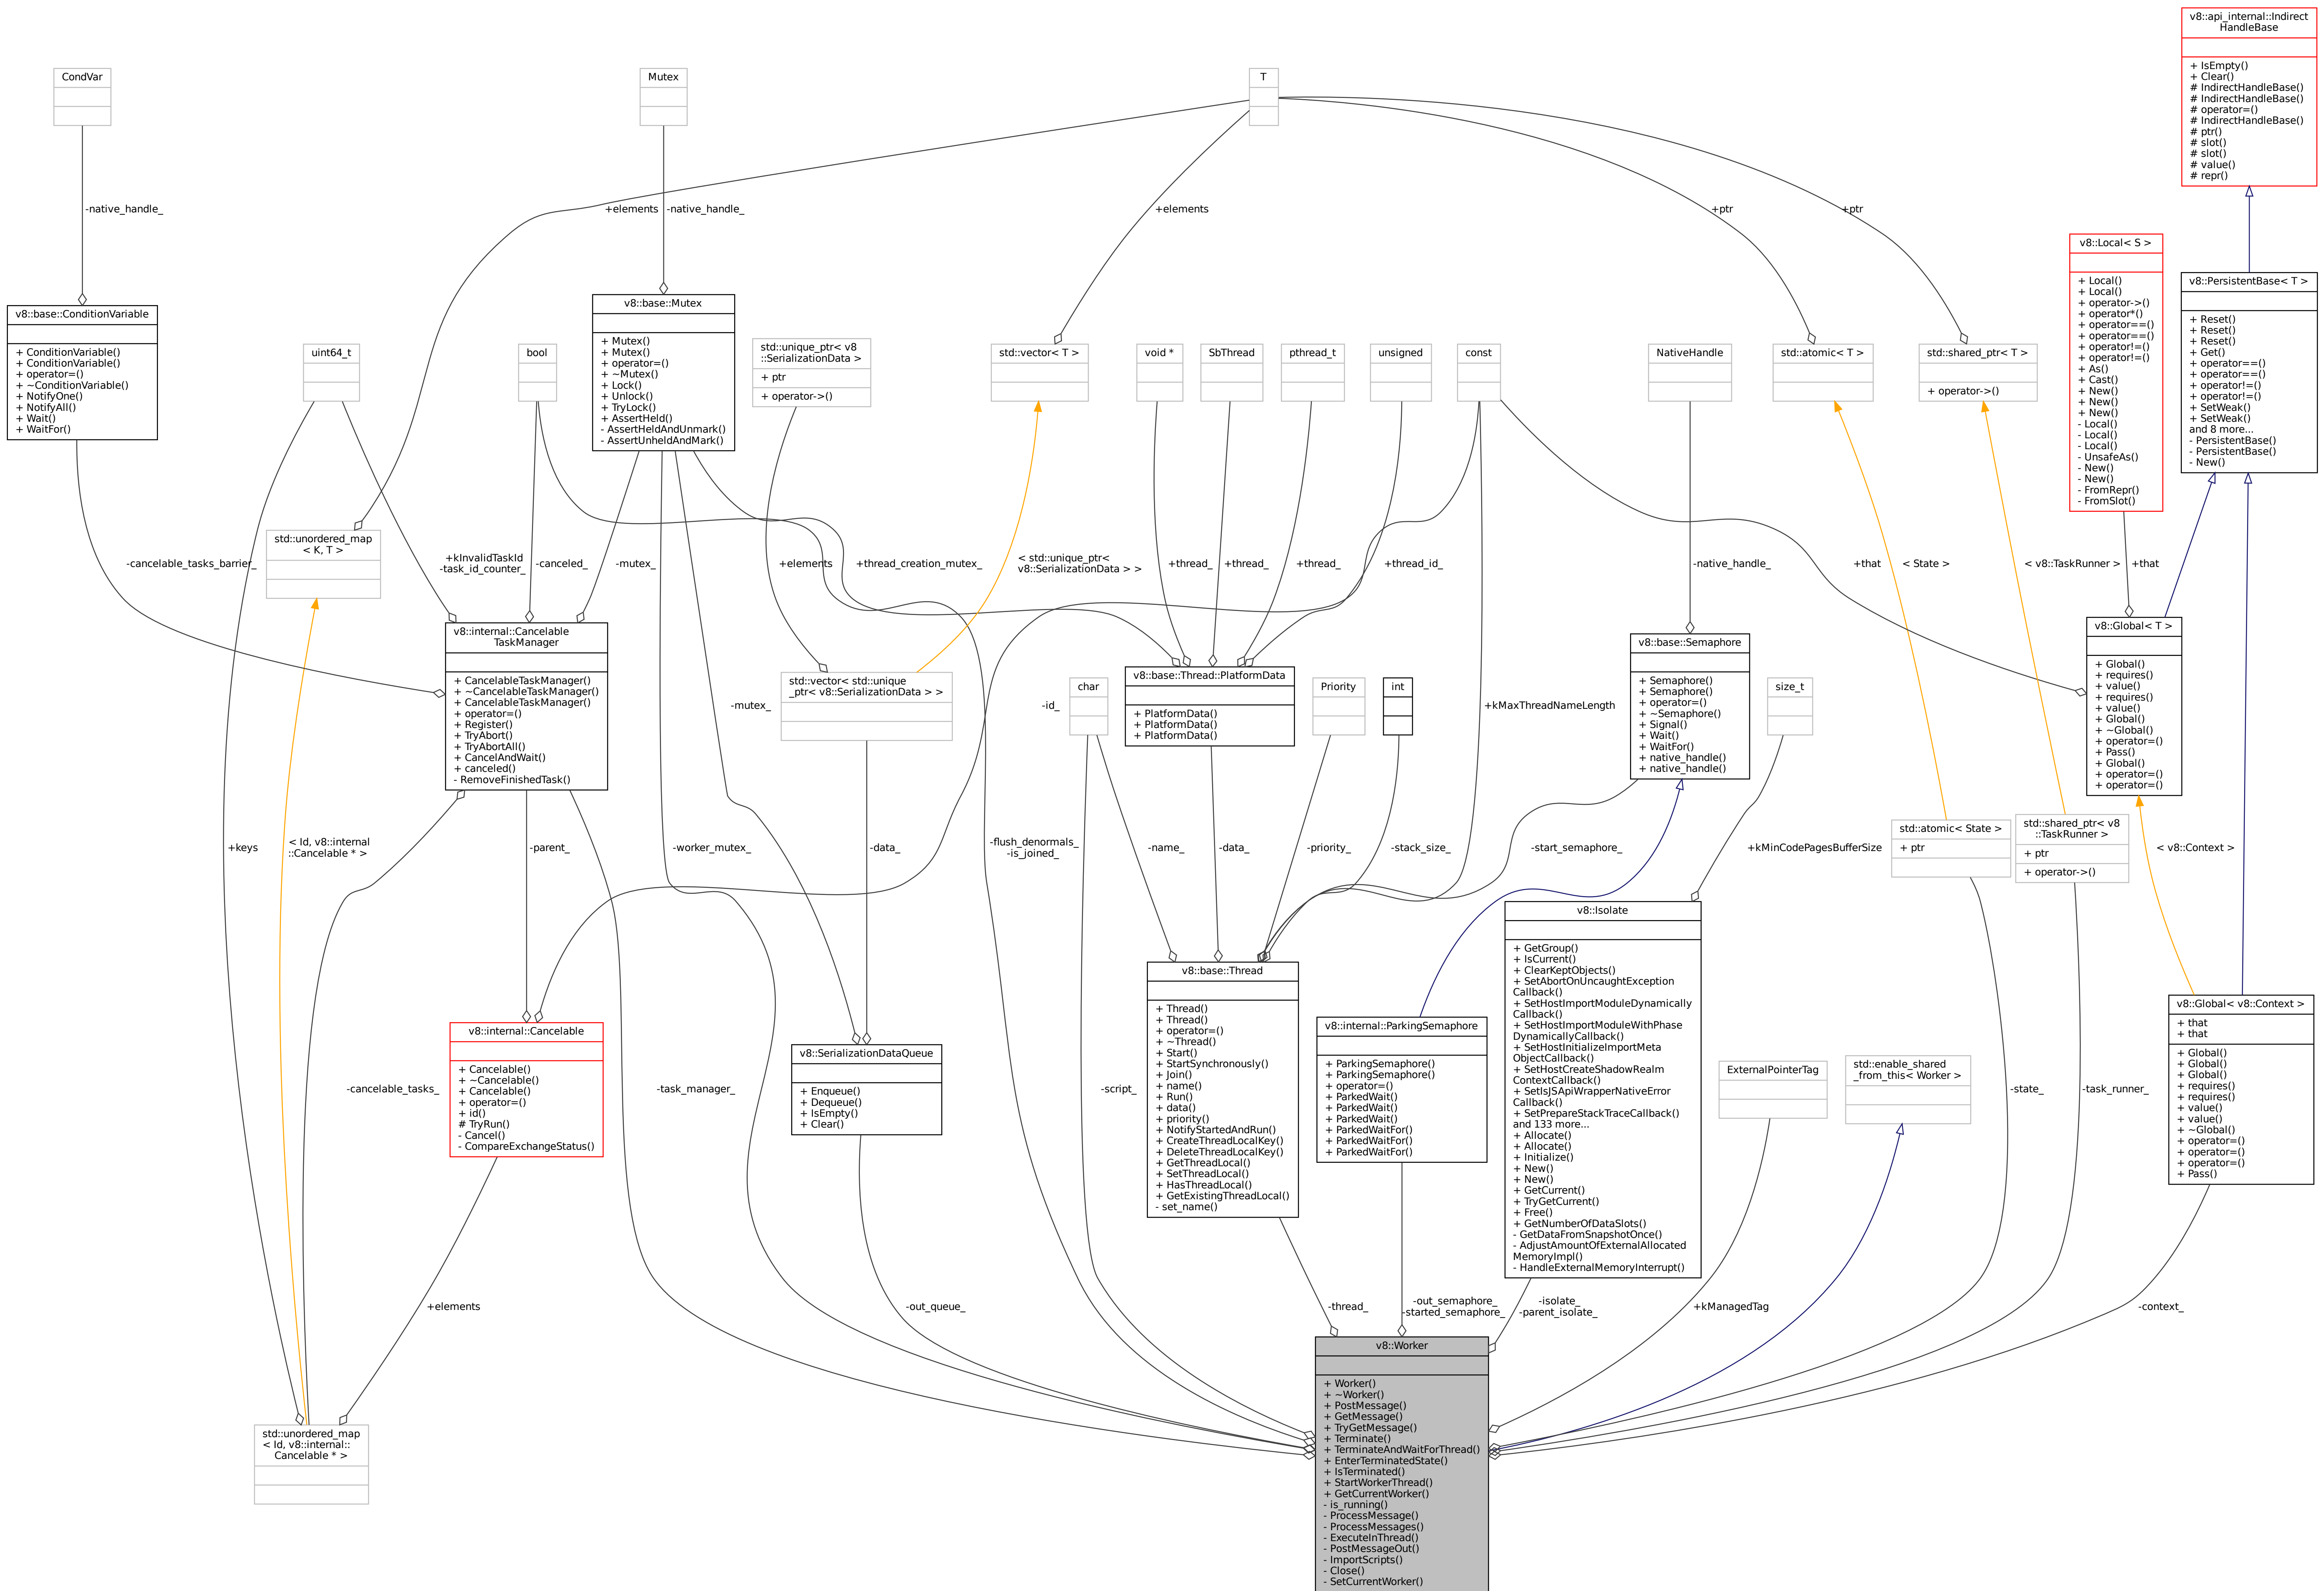 v8::api_internal::Indirect
HandleBase
+ IsEmpty()
+ Clear()
# IndirectHandleBase()
# IndirectHandleBase()
# operator=()
# IndirectHandleBase()
# ptr()
# slot()
# slot()
# value()
# repr()
CondVar
Mutex
T
-native_handle_
+elements
-native_handle_
+elements
+ptr
+ptr
v8::Local< S >
+ Local()
+ Local()
+ operator->()
+ operator*()
+ operator==()
+ operator==()
+ operator!=()
+ operator!=()
+ As()
+ Cast()
+ New()
+ New()
+ New()
- Local()
- Local()
- Local()
- UnsafeAs()
- New()
- New()
- FromRepr()
- FromSlot()
v8::PersistentBase< T >
+ Reset()
+ Reset()
+ Reset()
+ Get()
+ operator==()
+ operator==()
+ operator!=()
+ operator!=()
+ SetWeak()
+ SetWeak()
and 8 more...
- PersistentBase()
- PersistentBase()
- New()
v8::base::ConditionVariable
+ ConditionVariable()
+ ConditionVariable()
+ operator=()
+ ~ConditionVariable()
+ NotifyOne()
+ NotifyAll()
+ Wait()
+ WaitFor()
uint64_t
bool
v8::base::Mutex
+ Mutex()
+ Mutex()
+ operator=()
+ ~Mutex()
+ Lock()
+ Unlock()
+ TryLock()
+ AssertHeld()
- AssertHeldAndUnmark()
- AssertUnheldAndMark()
std::unique_ptr< v8
::SerializationData >
+ ptr
+ operator->()
std::vector< T >
void *
SbThread
pthread_t
unsigned
const
NativeHandle
std::atomic< T >
std::shared_ptr< T >
+ operator->()
std::unordered_map
< K, T >
-cancelable_tasks_barrier_
+kInvalidTaskId
-task_id_counter_
-canceled_
-mutex_
+elements
+thread_creation_mutex_
< std::unique_ptr<
v8::SerializationData > >
+thread_
+thread_
+thread_
+thread_id_
-native_handle_
+that
< State >
< v8::TaskRunner >
+that
v8::internal::Cancelable
TaskManager
+ CancelableTaskManager()
+ ~CancelableTaskManager()
+ CancelableTaskManager()
+ operator=()
+ Register()
+ TryAbort()
+ TryAbortAll()
+ CancelAndWait()
+ canceled()
- RemoveFinishedTask()
-mutex_
std::vector< std::unique
_ptr< v8::SerializationData > >
-id_
char
v8::base::Thread::PlatformData
+ PlatformData()
+ PlatformData()
+ PlatformData()
Priority
int
+kMaxThreadNameLength
v8::base::Semaphore
+ Semaphore()
+ Semaphore()
+ operator=()
+ ~Semaphore()
+ Signal()
+ Wait()
+ WaitFor()
+ native_handle()
+ native_handle()
size_t
v8::Global< T >
+ Global()
+ requires()
+ value()
+ requires()
+ value()
+ Global()
+ ~Global()
+ operator=()
+ Pass()
+ Global()
+ operator=()
+ operator=()
+keys
< Id, v8::internal
::Cancelable * >
-parent_
-worker_mutex_
-data_
-flush_denormals_
-is_joined_
-name_
-data_
-priority_
-stack_size_
-start_semaphore_
+kMinCodePagesBufferSize
std::atomic< State >
+ ptr
std::shared_ptr< v8
::TaskRunner >
+ ptr
+ operator->()
< v8::Context >
v8::internal::Cancelable
+ Cancelable()
+ ~Cancelable()
+ Cancelable()
+ operator=()
+ id()
# TryRun()
- Cancel()
- CompareExchangeStatus()
-cancelable_tasks_
-task_manager_
v8::SerializationDataQueue
+ Enqueue()
+ Dequeue()
+ IsEmpty()
+ Clear()
-script_
v8::base::Thread
+ Thread()
+ Thread()
+ operator=()
+ ~Thread()
+ Start()
+ StartSynchronously()
+ Join()
+ name()
+ Run()
+ data()
+ priority()
+ NotifyStartedAndRun()
+ CreateThreadLocalKey()
+ DeleteThreadLocalKey()
+ GetThreadLocal()
+ SetThreadLocal()
+ HasThreadLocal()
+ GetExistingThreadLocal()
- set_name()
v8::internal::ParkingSemaphore
+ ParkingSemaphore()
+ ParkingSemaphore()
+ operator=()
+ ParkedWait()
+ ParkedWait()
+ ParkedWait()
+ ParkedWaitFor()
+ ParkedWaitFor()
+ ParkedWaitFor()
v8::Isolate
+ GetGroup()
+ IsCurrent()
+ ClearKeptObjects()
+ SetAbortOnUncaughtException
Callback()
+ SetHostImportModuleDynamically
Callback()
+ SetHostImportModuleWithPhase
DynamicallyCallback()
+ SetHostInitializeImportMeta
ObjectCallback()
+ SetHostCreateShadowRealm
ContextCallback()
+ SetIsJSApiWrapperNativeError
Callback()
+ SetPrepareStackTraceCallback()
and 133 more...
+ Allocate()
+ Allocate()
+ Initialize()
+ New()
+ New()
+ GetCurrent()
+ TryGetCurrent()
+ Free()
+ GetNumberOfDataSlots()
- GetDataFromSnapshotOnce()
- AdjustAmountOfExternalAllocated
MemoryImpl()
- HandleExternalMemoryInterrupt()
ExternalPointerTag
std::enable_shared
_from_this< Worker >
-state_
-task_runner_
v8::Global< v8::Context >
+ that
+ that
+ Global()
+ Global()
+ Global()
+ requires()
+ requires()
+ value()
+ value()
+ ~Global()
+ operator=()
+ operator=()
+ operator=()
+ Pass()
+elements
-out_queue_
-thread_
-out_semaphore_
-started_semaphore_
-isolate_
-parent_isolate_
+kManagedTag
-context_
std::unordered_map
< Id, v8::internal::
Cancelable * >
v8::Worker
+ Worker()
+ ~Worker()
+ PostMessage()
+ GetMessage()
+ TryGetMessage()
+ Terminate()
+ TerminateAndWaitForThread()
+ EnterTerminatedState()
+ IsTerminated()
+ StartWorkerThread()
+ GetCurrentWorker()
- is_running()
- ProcessMessage()
- ProcessMessages()
- ExecuteInThread()
- PostMessageOut()
- ImportScripts()
- Close()
- SetCurrentWorker()